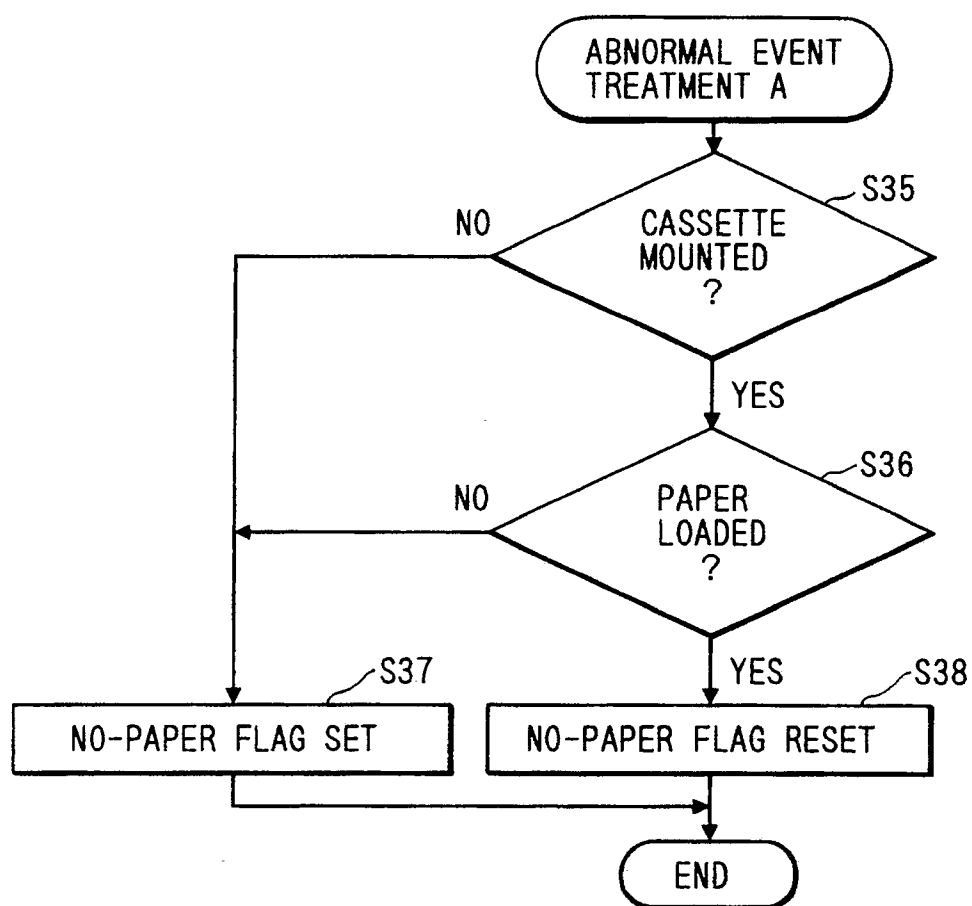 ABNORMAL EVENT
TREATMENT A
S35
NO
CASSETTE
MOUNTED
?
YES
S36
NO
PAPER
LOADED
?
YES
S37
S38
NO-PAPER FLAG SET
NO-PAPER FLAG RESET
END